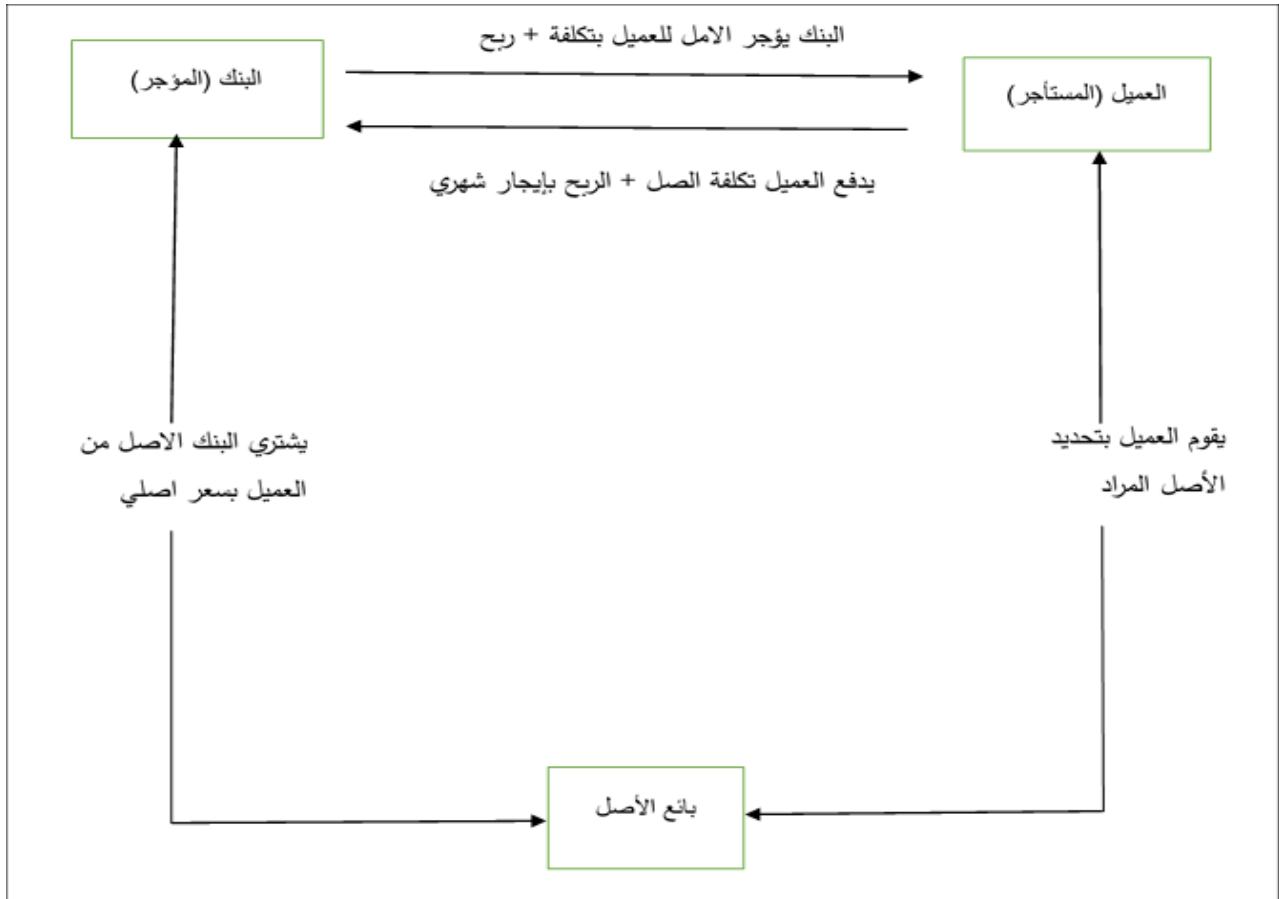 البنك يؤجر الامل للعميل بتكلفة + ربح
البنك (المؤجر)
العميل (المستأجر)
يدفع العميل تكلفة الصل + الربح بإيجار شهري
يقوم العميل بتحديد
الأصل المراد
يشتري البنك الاصل من
العميل بسعر اصلي
بائع الأصل